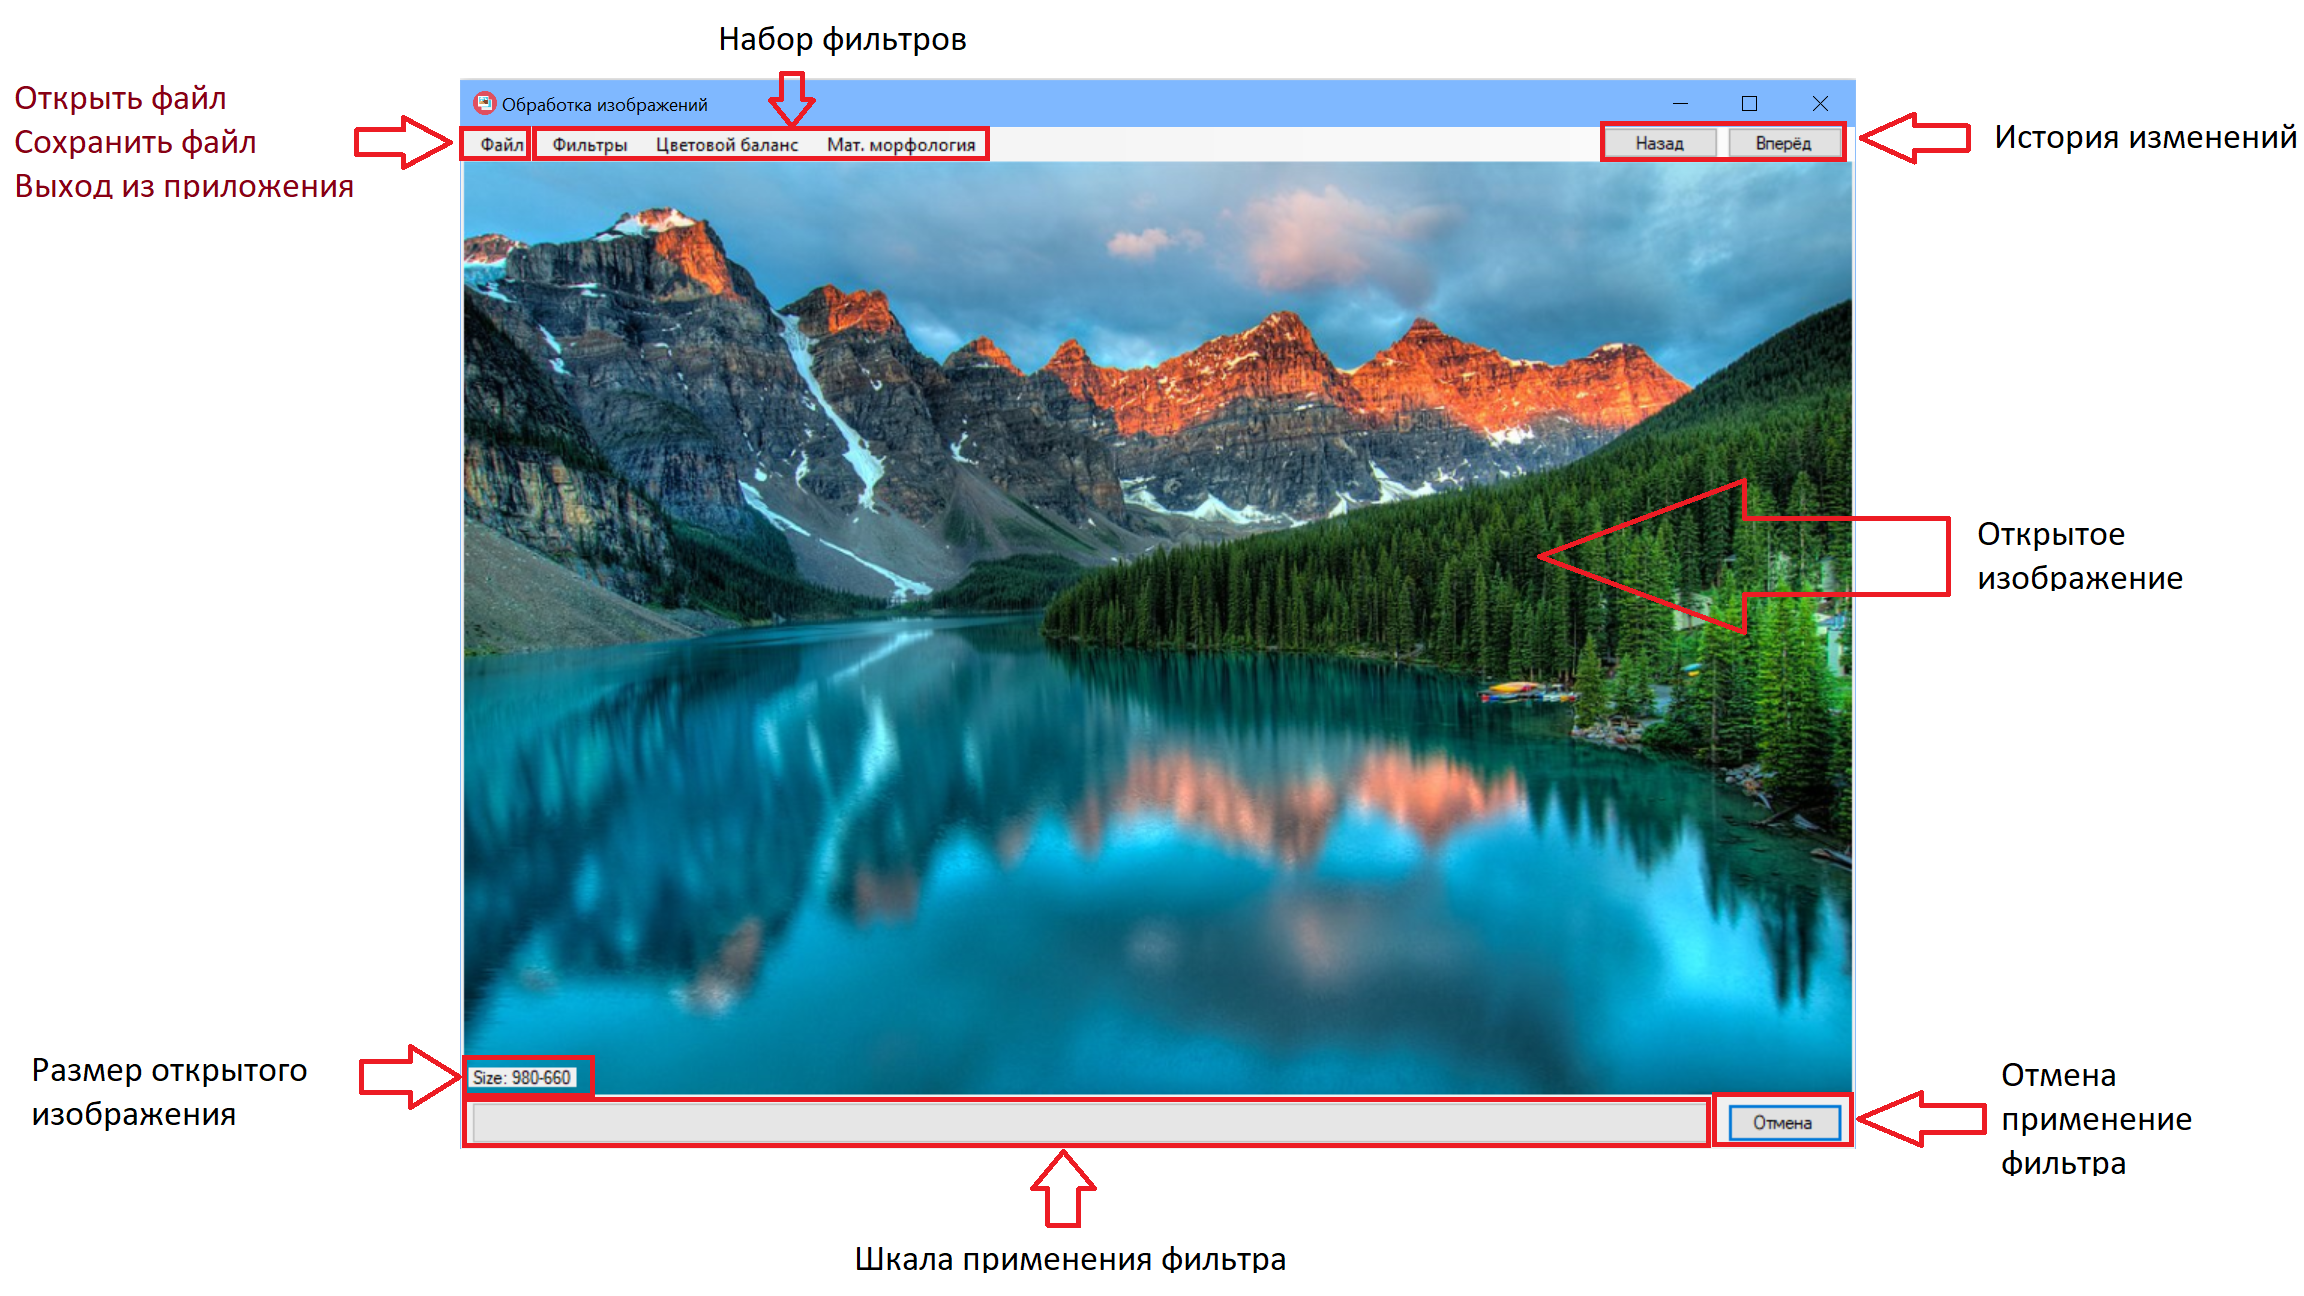 Набор фильтров
Открыть файл
Сохранить файл
Выход из приложения
Обработка изображений
Файл Фильтры Цветовой баланс Мат. морфология
Назад Вперёд
История изменений
Открытое
изображение
Размер открытого
изображения
Size: 980-660
Отмена
Отмена
применение
фильтра
Шкала применения фильтра